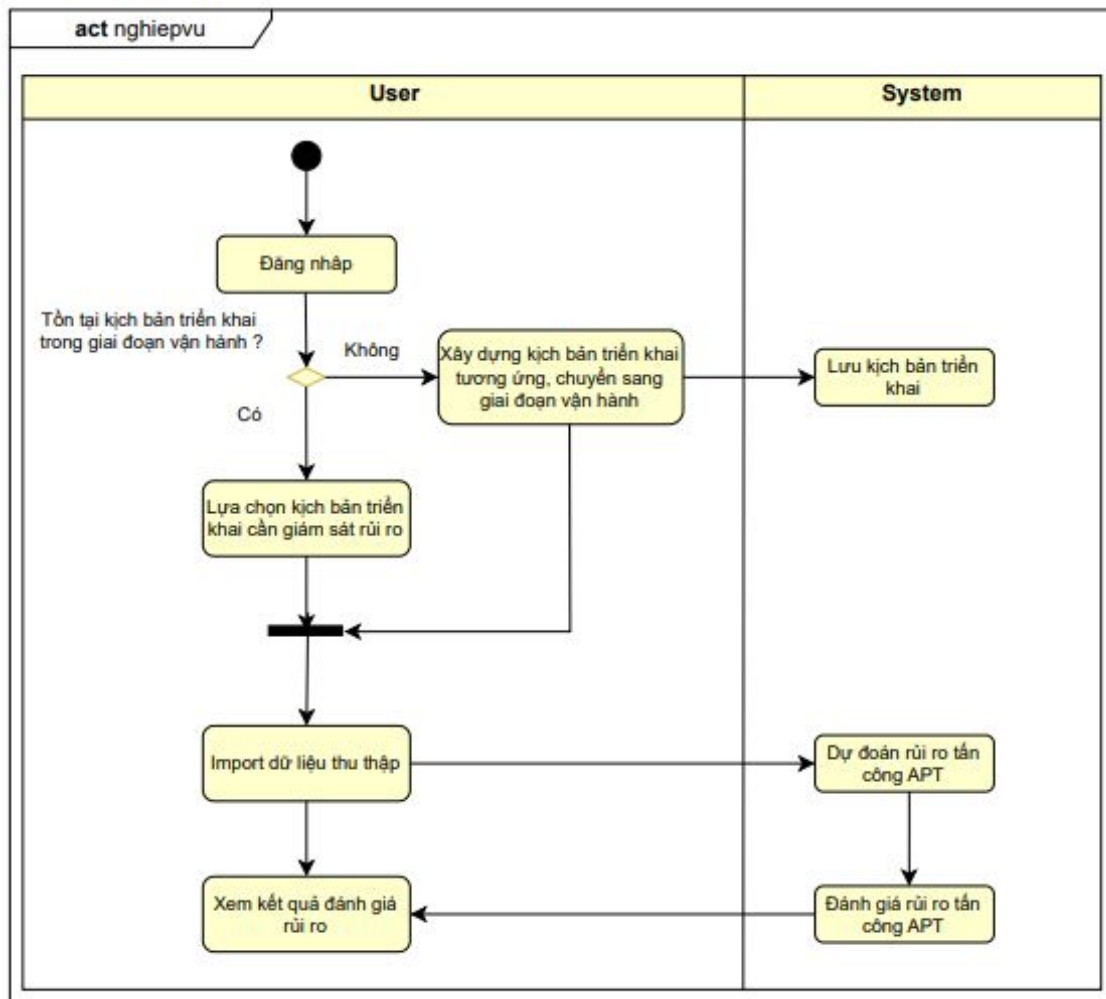 act nghiepvu
User
System
Đăng nhâp
Tồn tại kịch bản triển khai
trong giai đoạn vận hành ?
Không
Xây dựng kịch bản triển khai
tương ứng, chuyển sang
giai đoạn vận hành
Lưu kịch bản triển
khai
Có
Lựa chọn kịch bản triển
khai cần giám sát rủi ro
Import dữ liệu thu thập
Dự đoán rủi ro tấn
công APT
Xem kết quả đánh giá
rủi ro
Đánh giá rủi ro tấn
công APT